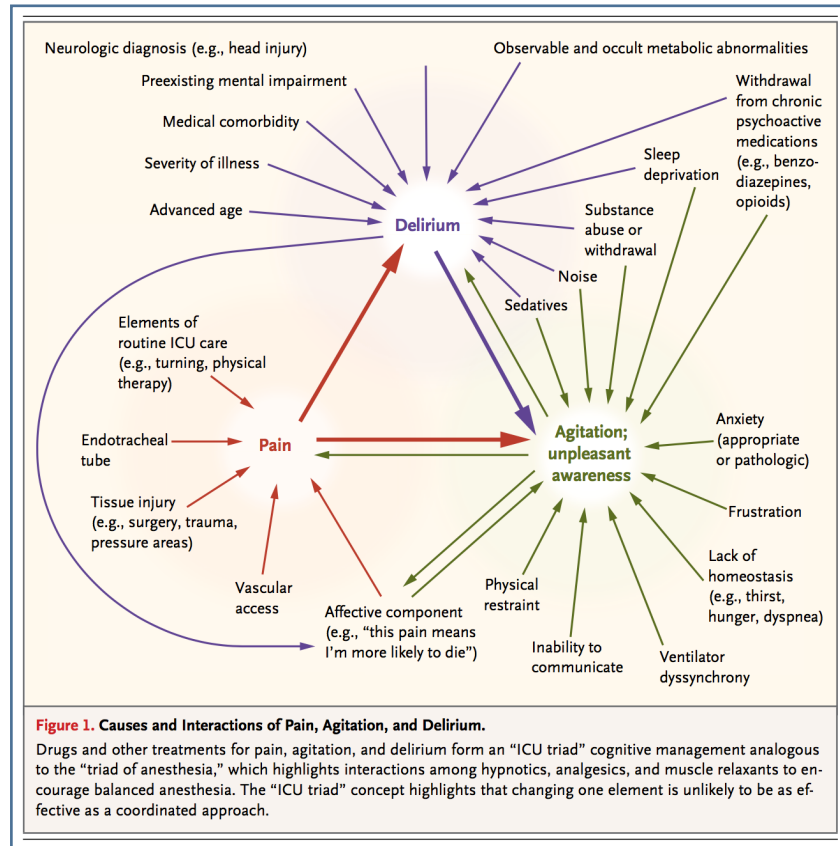 Neurologic diagnosis (e.g., head injury)
Observable and occult metabolic abnormalities
Preexisting mental impairment
Withdrawal
from chronic
psychoactive
medications
(e.g., benzo-
diazepines,
opioids)
Medical comorbidity
Sleep
deprivation
Severity of illness
Advanced age
Delirium
Substance
abuse or
withdrawal
Noise
Sedatives
Elements of
routine ICU care
(e.g., turning, physical
therapy)
Endotracheal
tube
Pain
Agitation;
unpleasant
awareness
Anxiety
(appropriate
or pathologic)
Tissue injury
(e.g., surgery, trauma,
pressure areas)
Frustration
Vascular
access
Affective component
(e.g., “this pain means
I’m more likely to die”)
Physical
restraint
Lack of
homeostasis
(e.g., thirst,
hunger, dyspnea)
Inability to
communicate
Ventilator
dyssynchrony
Figure 1. Causes and Interactions of Pain, Agitation, and Delirium.
Drugs and other treatments for pain, agitation, and delirium form an “ICU triad” cognitive management analogous
to the “triad of anesthesia,” which highlights interactions among hypnotics, analgesics, and muscle relaxants to en-
courage balanced anesthesia. The “ICU triad” concept highlights that changing one element is unlikely to be as ef-
fective as a coordinated approach.